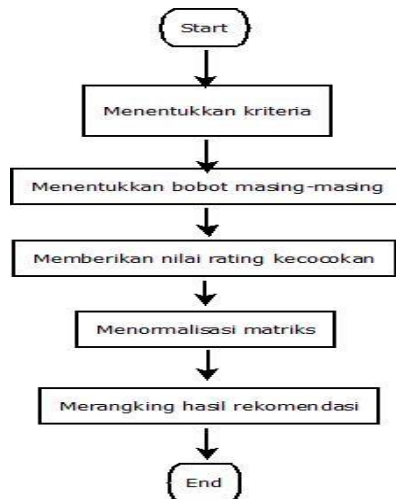 Start
Menentukkan kriteria
Menentukkan bobot masing-masing
Memberikan nilai rating kecocokan
Menormalisasi matriks
Merangking hasil rekomendasi
End